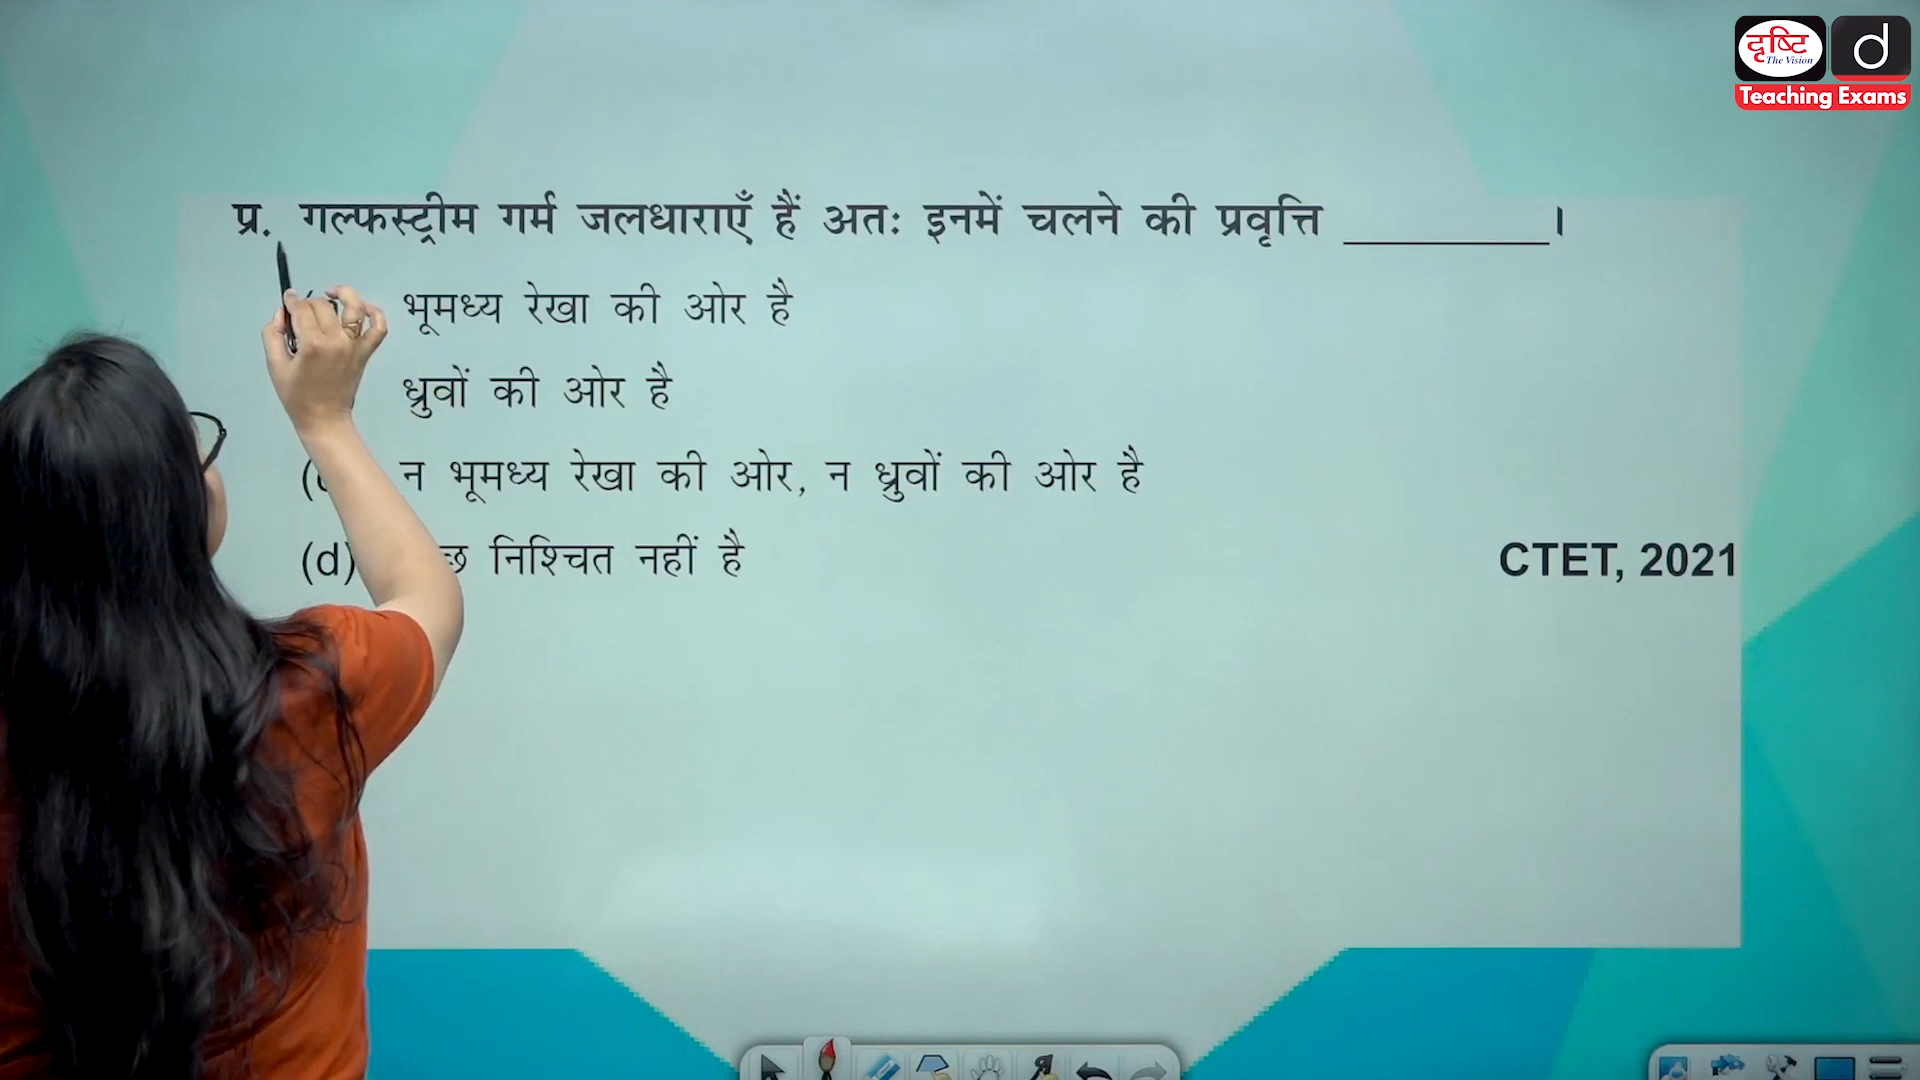 दृष्टि
The Vision
d
Teaching Exams
प्र. गल्फस्ट्रीम गर्म जलधाराएँ हैं अतः इनमें चलने की प्रवृत्ति __________।
भूमध्य रेखा की ओर है
ध्रुवों की ओर है
न भूमध्य रेखा की ओर, न ध्रुवों की ओर है
(d) निश्चित नहीं है
CTET, 2021